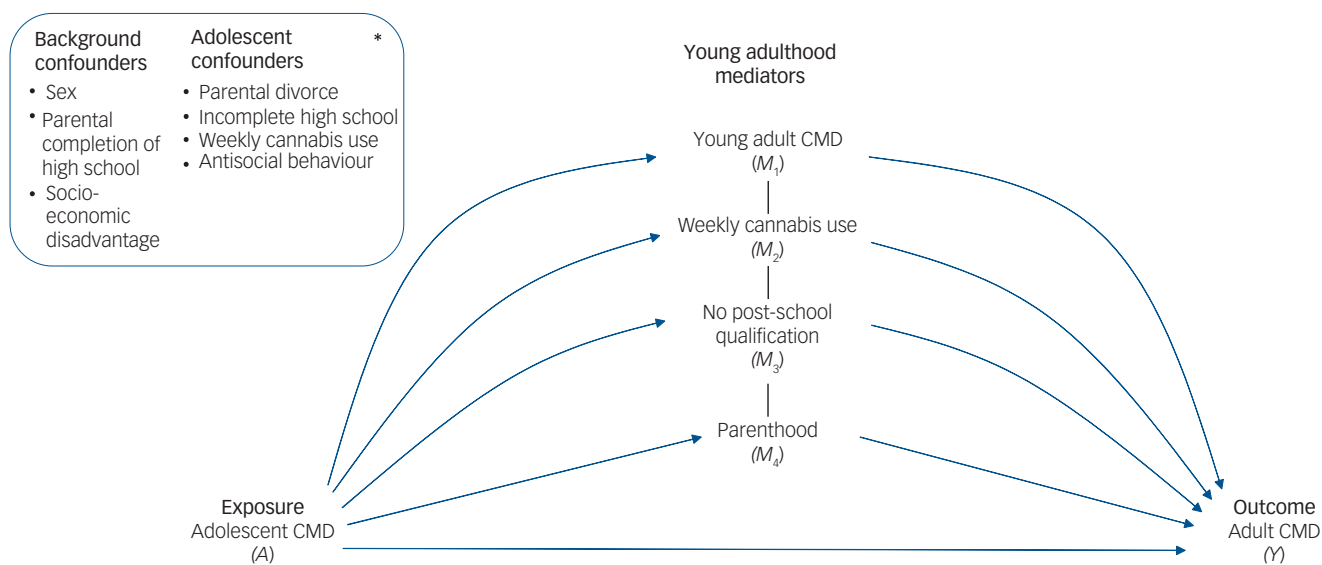 Background
confounders
• Sex
• Parental
completion of
high school
• Socio-
economic
disadvantage
Adolescent
confounders
*
• Parental divorce
• Incomplete high school
• Weekly cannabis use
• Antisocial behaviour
Young adulthood
mediators
Young adult CMD
(M1)
Weekly cannabis use
(M2)
No post-school
qualification
(M3)
Parenthood
(M4)
Exposure
Adolescent CMD
(A)
Outcome
Adult CMD
(Y)